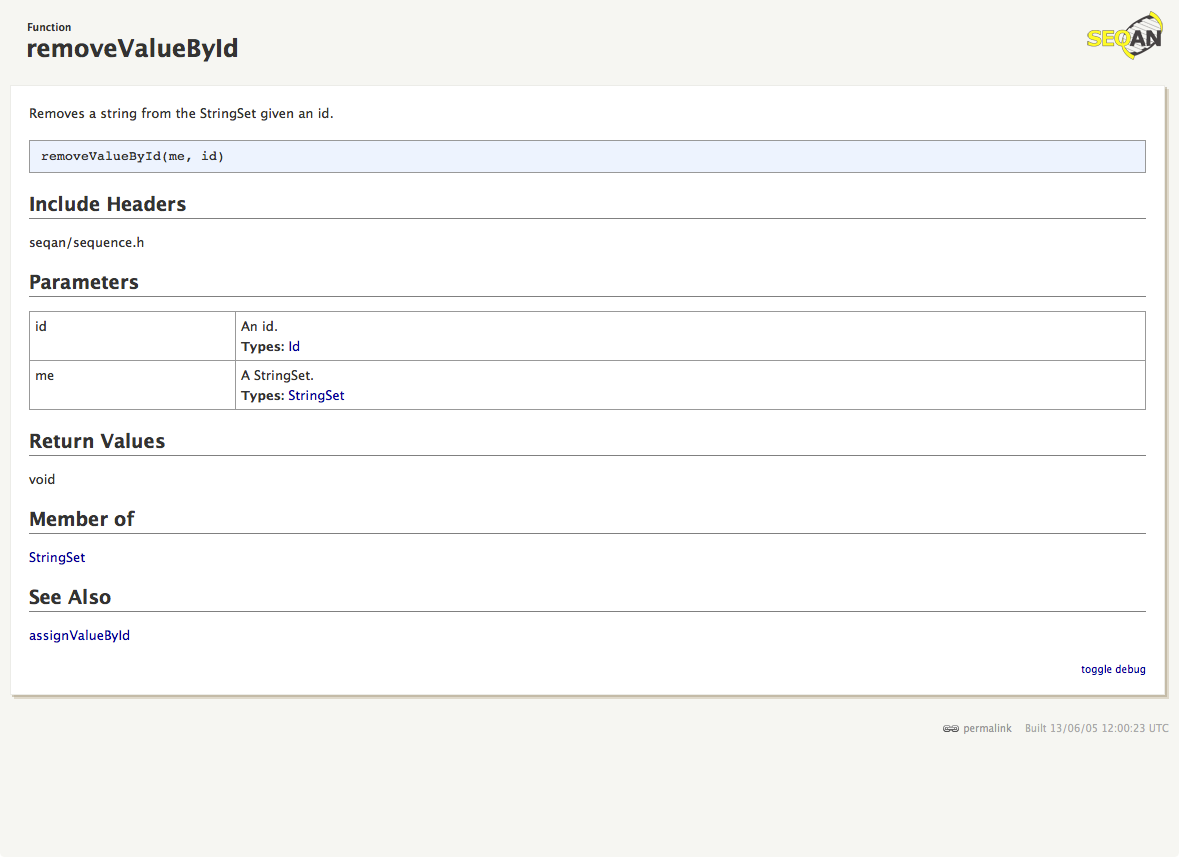 Function
removeValueById
SEQAN
Removes a string from the StringSet given an id.
removeValueById(me, id)
Include Headers
seqan/sequence.h
Parameters
id
An id.
Types: Id
me
A StringSet.
Types: StringSet
Return Values
void
Member of
StringSet
See Also
assignValueById
toggle debug
permalink Built 13/06/05 12:00:23 UTC